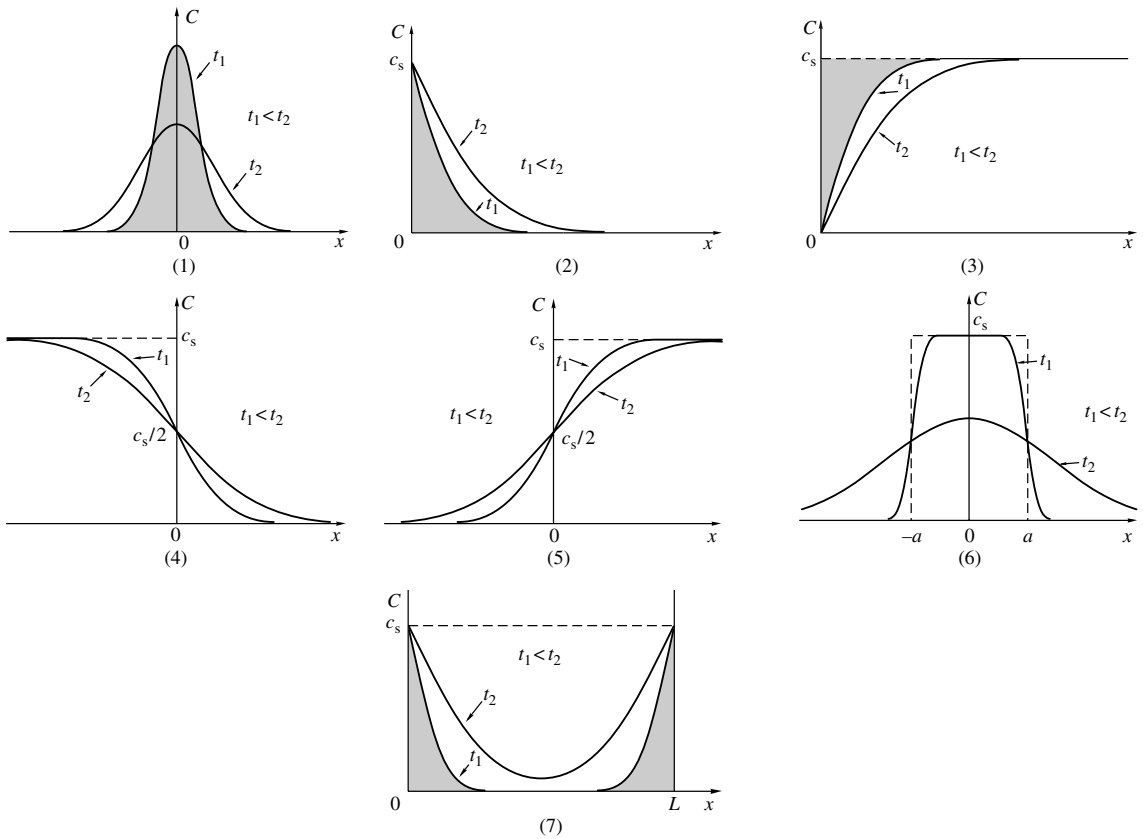 C
t₁
t₁ < t₂
t₂
0
x
(1)
C
cₛ
t₂
t₁ < t₂
t₁
0
x
(2)
C
cₛ
t₁
t₂
t₁ < t₂
0
x
(3)
C
cₛ
t₁
t₂
t₁ < t₂
cₛ/2
0
x
(4)
C
cₛ
t₁
t₁ < t₂
t₂
cₛ/2
0
x
(5)
C
cₛ
t₁
t₁ < t₂
t₂
−a
0
a
x
(6)
C
cₛ
t₁ < t₂
t₂
t₁
0
L
x
(7)